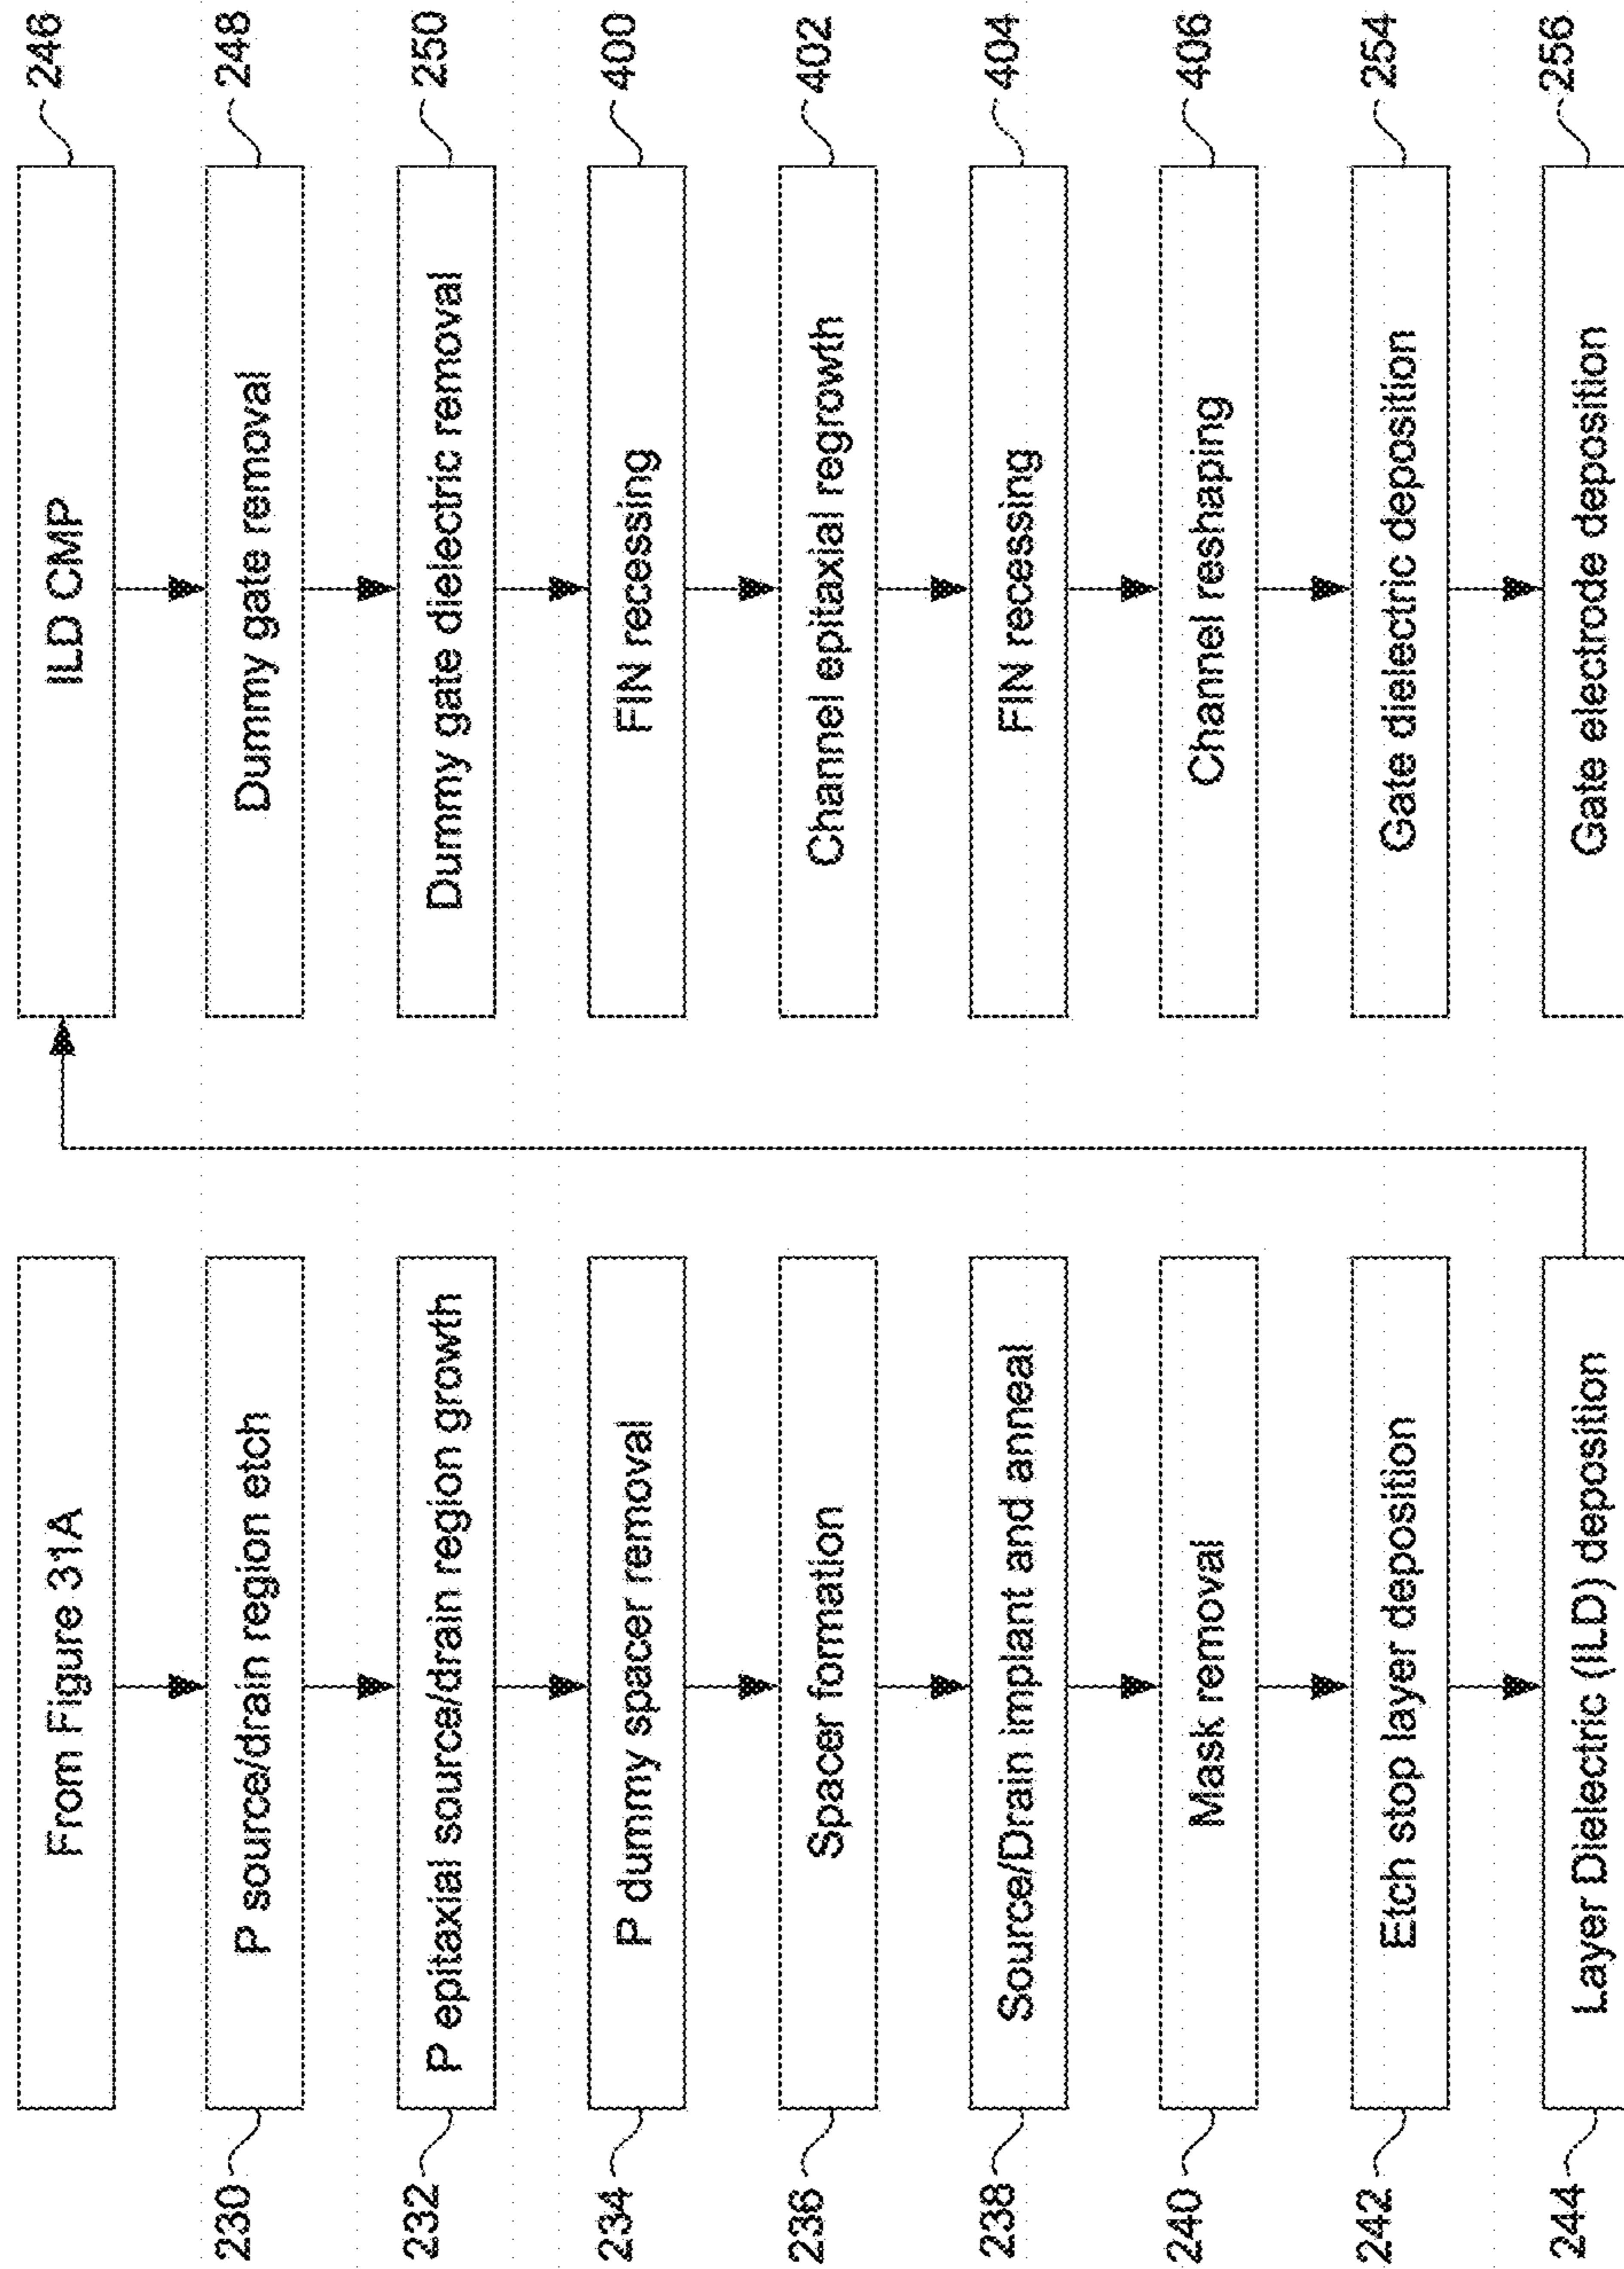 From Figure 31A
230
P source/drain region etch
232
P epitaxial source/drain region growth
234
P dummy spacer removal
236
Spacer formation
238
Source/Drain implant and anneal
240
Mask removal
242
Etch stop layer deposition
244
Layer Dielectric (ILD) deposition
ILD CMP
246
Dummy gate removal
248
Dummy gate dielectric removal
250
FIN recessing
400
Channel epitaxial regrowth
402
FIN recessing
404
Channel reshaping
406
Gate dielectric deposition
254
Gate electrode deposition
256